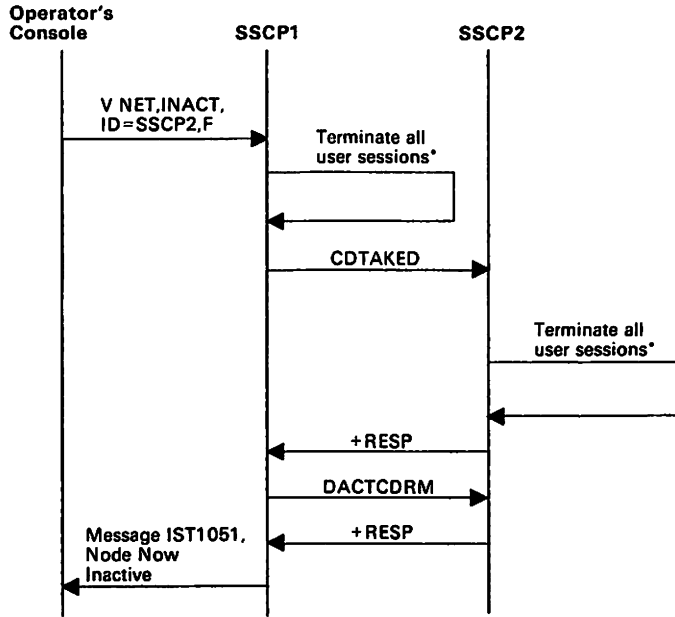 Operator's
Console
SSCP1
SSCP2
V NET,INACT,
ID=SSCP2,F
Terminate all
user sessions*
CDTAKED
Terminate all
user sessions*
+RESP
DACTCDRM
+RESP
Message IST1051,
Node Now
Inactive